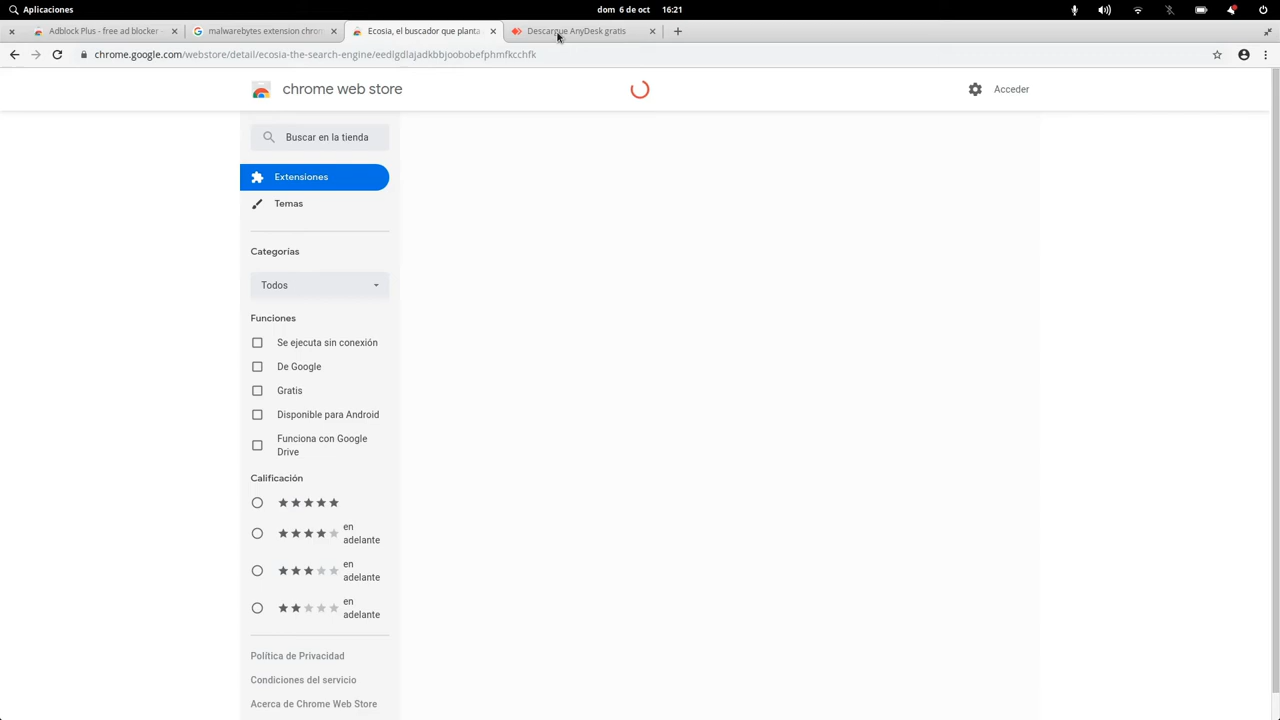 Aplicaciones
dom 6 de oct 16:21
Adblock Plus - free ad blocker -
malwarebytes extension chrom
Ecosia, el buscador que planta
Descargue AnyDesk gratis
chrome.google.com/webstore/detail/ecosia-the-search-engine/eedlgdlajadkbbjoobobefphmfkcchfk
chrome web store
Acceder
Buscar en la tienda
Extensiones
Temas
Categorías
Todos
Funciones
Se ejecuta sin conexión
De Google
Gratis
Disponible para Android
Funciona con Google
Drive
Calificación
en
adelante
en
adelante
en
adelante
Política de Privacidad
Condiciones del servicio
Acerca de Chrome Web Store